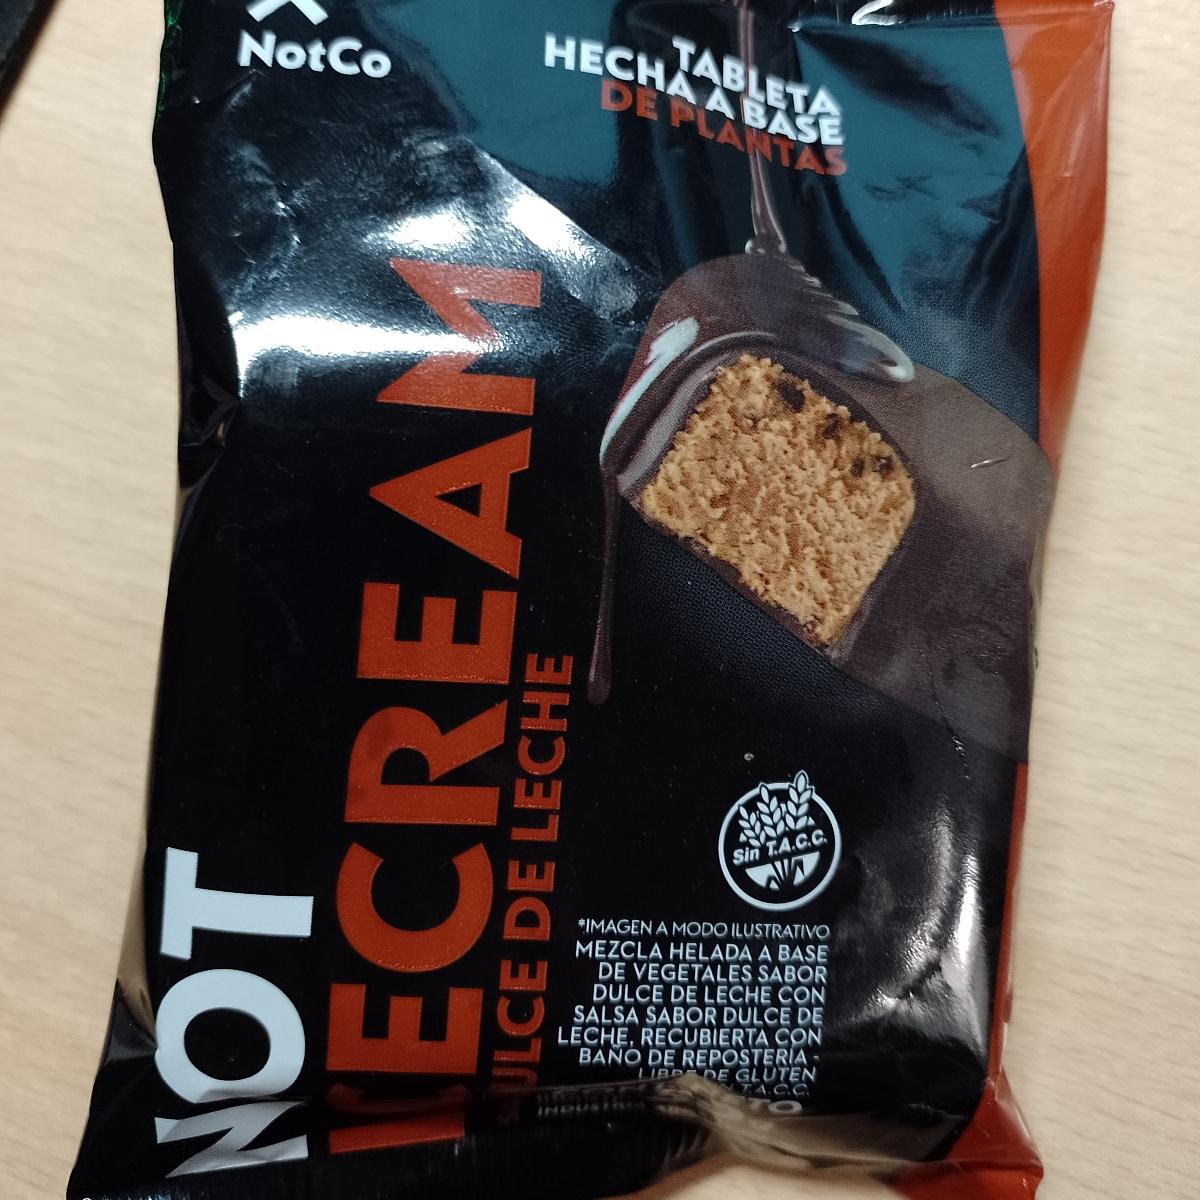 NotCo
TABLETA
HECHA A BASE
DE PLANTAS
NOT
ICECREAM
DULCE DE LECHE
Sin T.A.C.C.
*IMAGEN A MODO ILUSTRATIVO
MEZCLA HELADA A BASE
DE VEGETALES SABOR
DULCE DE LECHE CON
SALSA SABOR DULCE DE
LECHE, RECUBIERTA CON
BAÑO DE REPOSTERÍA -
LIBRE DE GLUTEN
T.A.C.C.